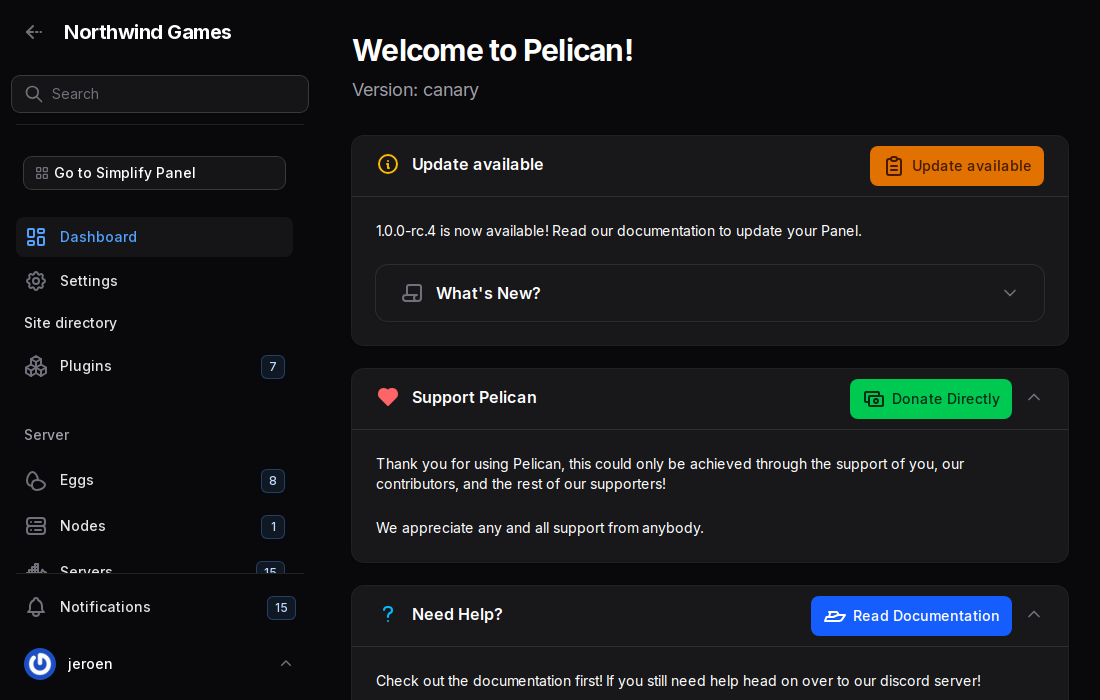 Northwind Games
Search
Go to Simplify Panel
Dashboard
Settings
Site directory
Plugins 7
Server
Eggs 8
Nodes 1
Servers 15
Notifications 15
jeroen
Welcome to Pelican!
Version: canary
Update available
Update available
1.0.0-rc.4 is now available! Read our documentation to update your Panel.
What's New?
Support Pelican
Donate Directly
Thank you for using Pelican, this could only be achieved through the support of you, our
contributors, and the rest of our supporters!
We appreciate any and all support from anybody.
Need Help?
Read Documentation
Check out the documentation first! If you still need help head on over to our discord server!